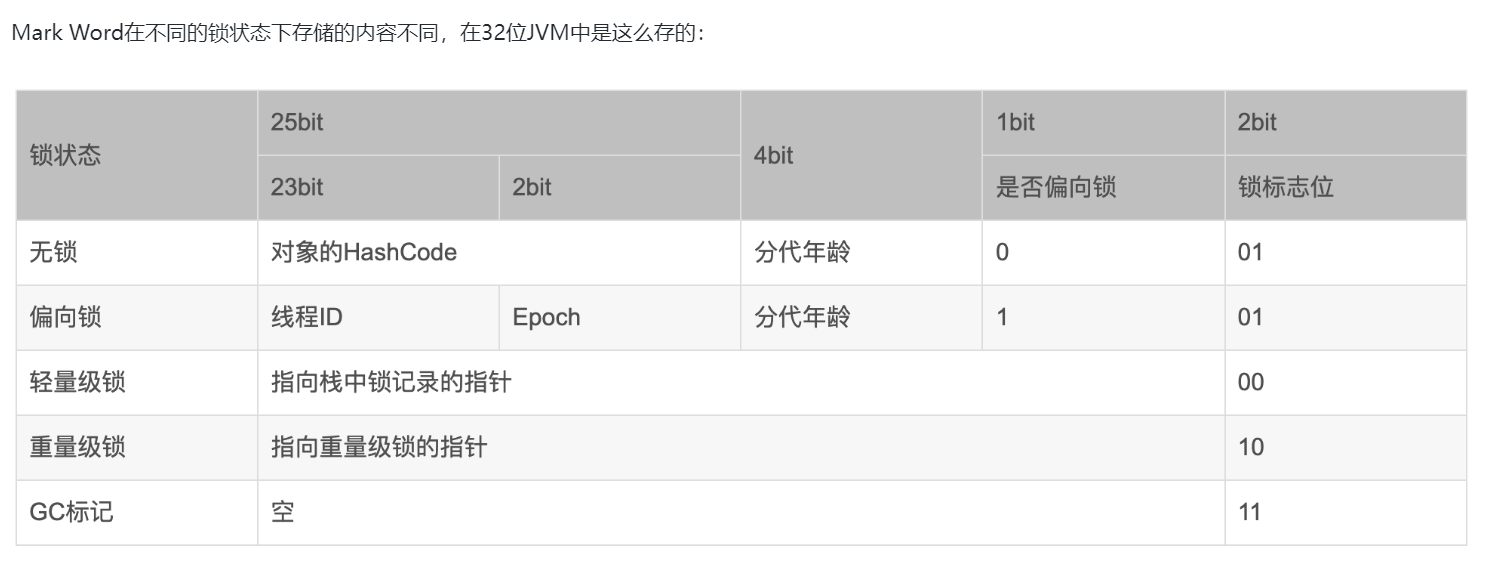 Mark Word在不同的锁状态下存储的内容不同，在32位JVM中是这么存的：
锁状态 25bit 4bit 1bit 2bit
23bit 2bit 是否偏向锁 锁标志位
无锁 对象的HashCode 分代年龄 0 01
偏向锁 线程ID Epoch 分代年龄 1 01
轻量级锁 指向栈中锁记录的指针 00
重量级锁 指向重量级锁的指针 10
GC标记 空 11